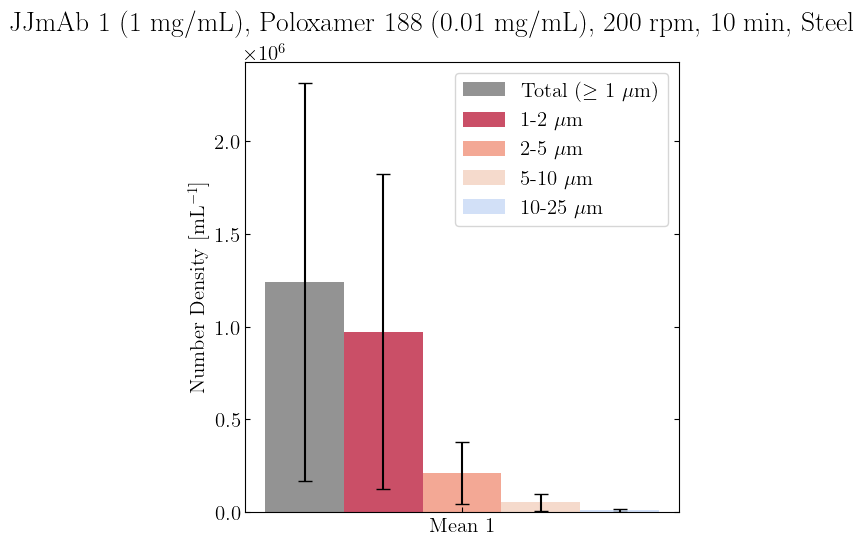 JJmAb 1 (1 mg/mL), Poloxamer 188 (0.01 mg/mL), 200 rpm, 10 min, Steel
×10⁶
Total (≥ 1 μm)
1-2 μm
2-5 μm
5-10 μm
10-25 μm
Number Density [mL⁻¹]
2.0
1.5
1.0
0.5
0.0
Mean 1